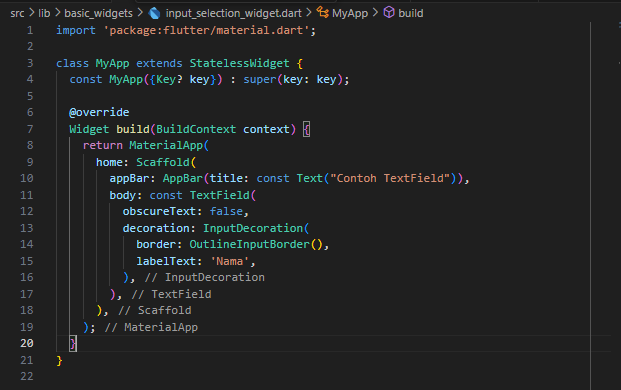 src > lib > basic_widgets > input_selection_widget.dart > MyApp > build
1 import 'package:flutter/material.dart';
2
3 class MyApp extends StatelessWidget {
4   const MyApp({Key? key}) : super(key: key);
5
6   @override
7   Widget build(BuildContext context) {
8     return MaterialApp(
9       home: Scaffold(
10         appBar: AppBar(title: const Text("Contoh TextField")),
11         body: const TextField(
12           obscureText: false,
13           decoration: InputDecoration(
14             border: OutlineInputBorder(),
15             labelText: 'Nama',
16           ), // InputDecoration
17         ), // TextField
18       ), // Scaffold
19     ); // MaterialApp
20   }
21 }
22